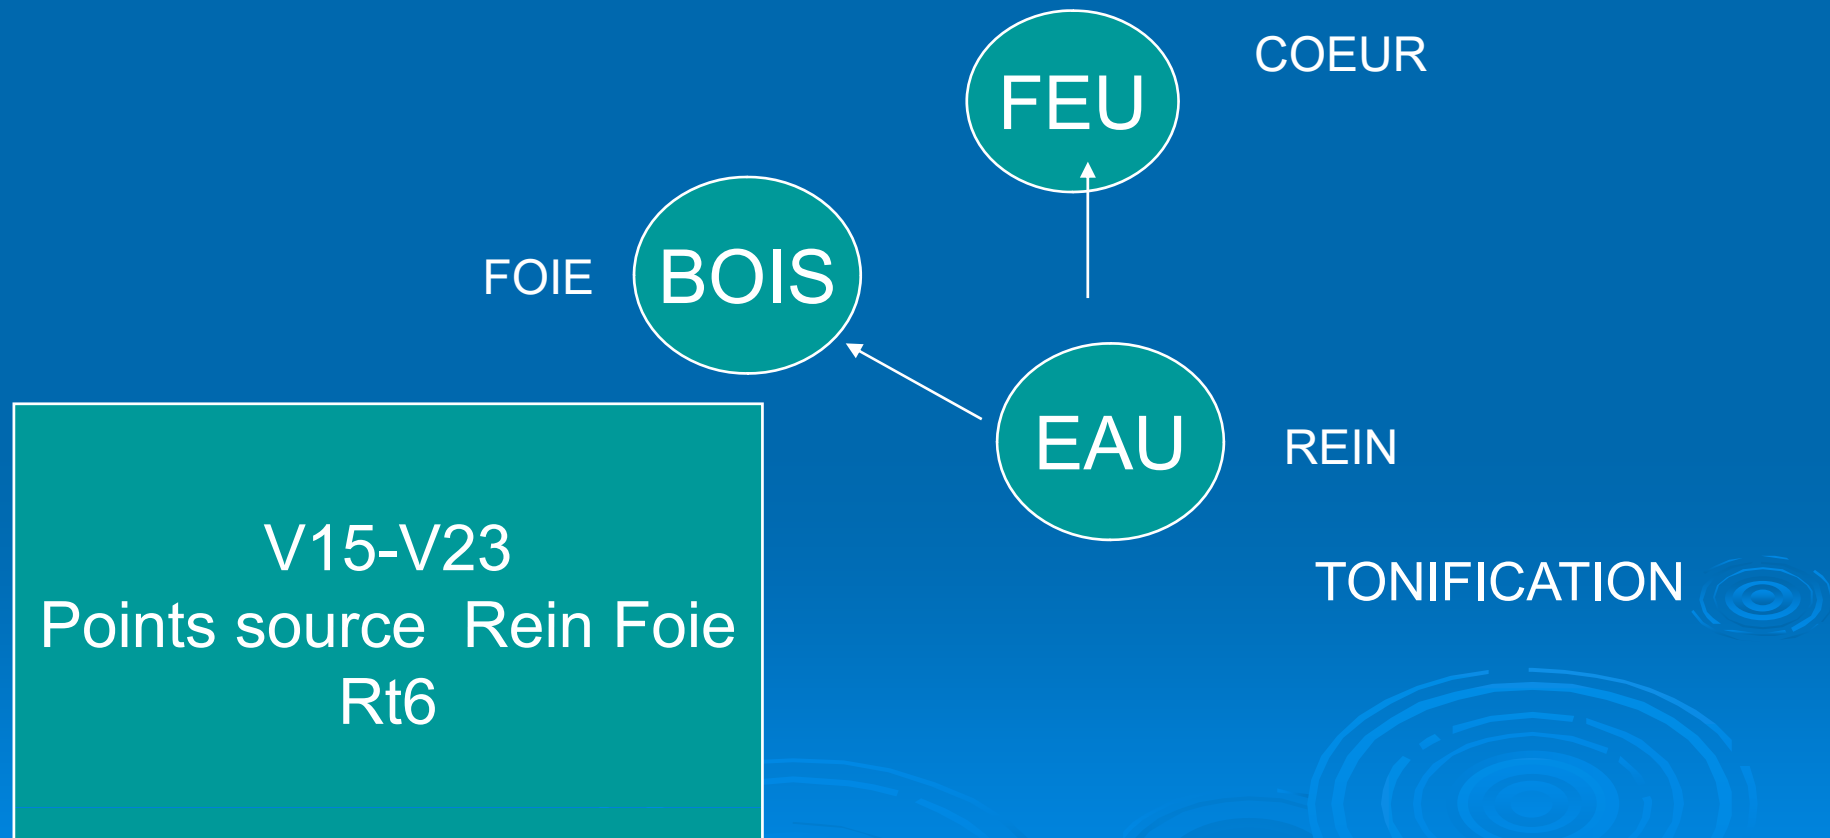 FEU
COEUR
FOIE
BOIS
EAU
REIN
V15-V23
Points source  Rein Foie
Rt6
TONIFICATION